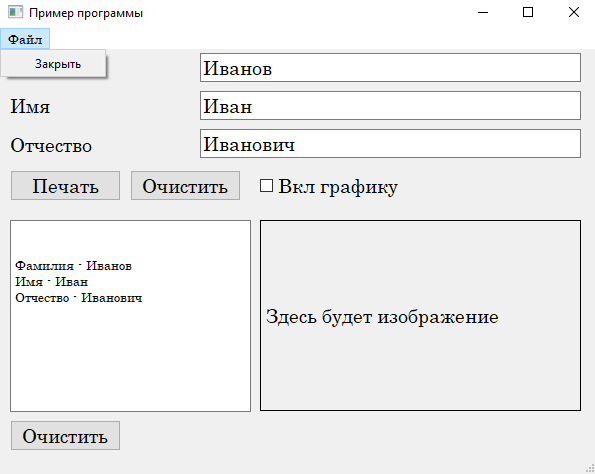 Пример программы
Файл
Закрыть
Иванов
Имя
Иван
Отчество
Иванович
Печать
Очистить
Вкл графику
Фамилия - Иванов
Имя - Иван
Отчество - Иванович
Здесь будет изображение
Очистить